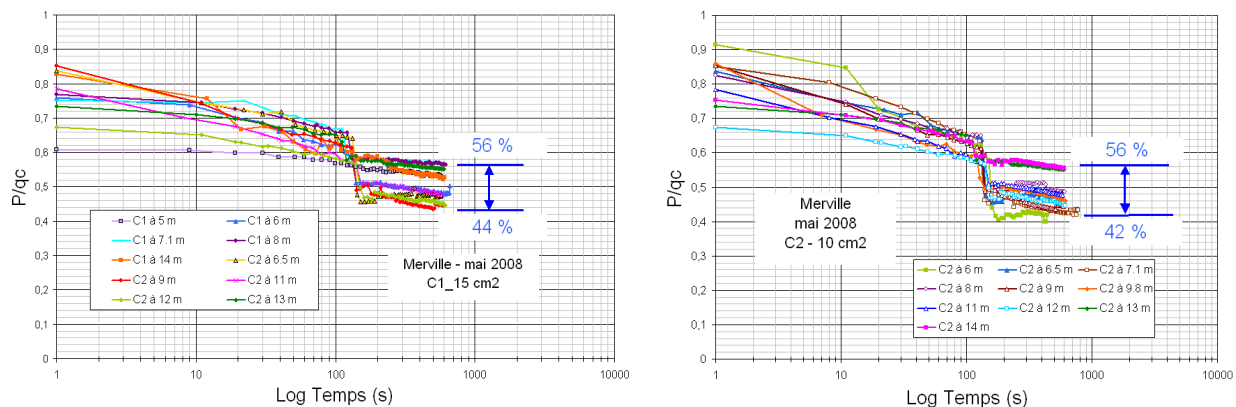 1
0,9
0,8
0,7
0,6
0,5
0,4
0,3
0,2
0,1
0
P/qc
1 10 100 1000 10000
Log Temps (s)
56 %
44 %
Merville - mai 2008
C1_15 cm2
C1 à 5 m C1 à 6 m
C1 à 7.1 m C1 à 8 m
C1 à 14 m C2 à 6.5 m
C2 à 9 m C2 à 11 m
C2 à 12 m C2 à 13 m
1
0,9
0,8
0,7
0,6
0,5
0,4
0,3
0,2
0,1
0
P/qc
1 10 100 1000 10000
Log Temps (s)
56 %
42 %
Merville
mai 2008
C2 - 10 cm2
C2 à 6 m C2 à 6.5 m C2 à 7.1 m
C2 à 8 m C2 à 9 m C2 à 9.8 m
C2 à 11 m C2 à 12 m C2 à 13 m
C2 à 14 m